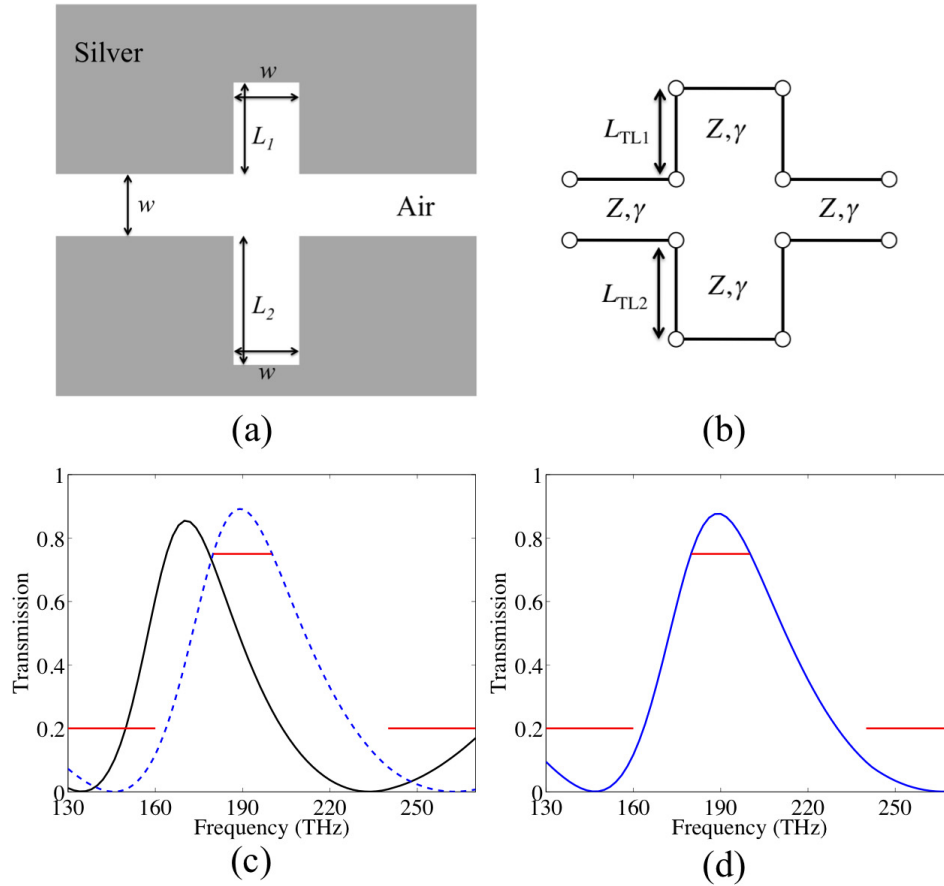 Silver
w
L1
w
Air
L2
w
(a)
LTL1
Z,γ
Z,γ
Z,γ
Z,γ
LTL2
(b)
Transmission
1
0.8
0.6
0.4
0.2
0
130 160 190 220 250
Frequency (THz)
(c)
Transmission
1
0.8
0.6
0.4
0.2
0
130 160 190 220 250
Frequency (THz)
(d)